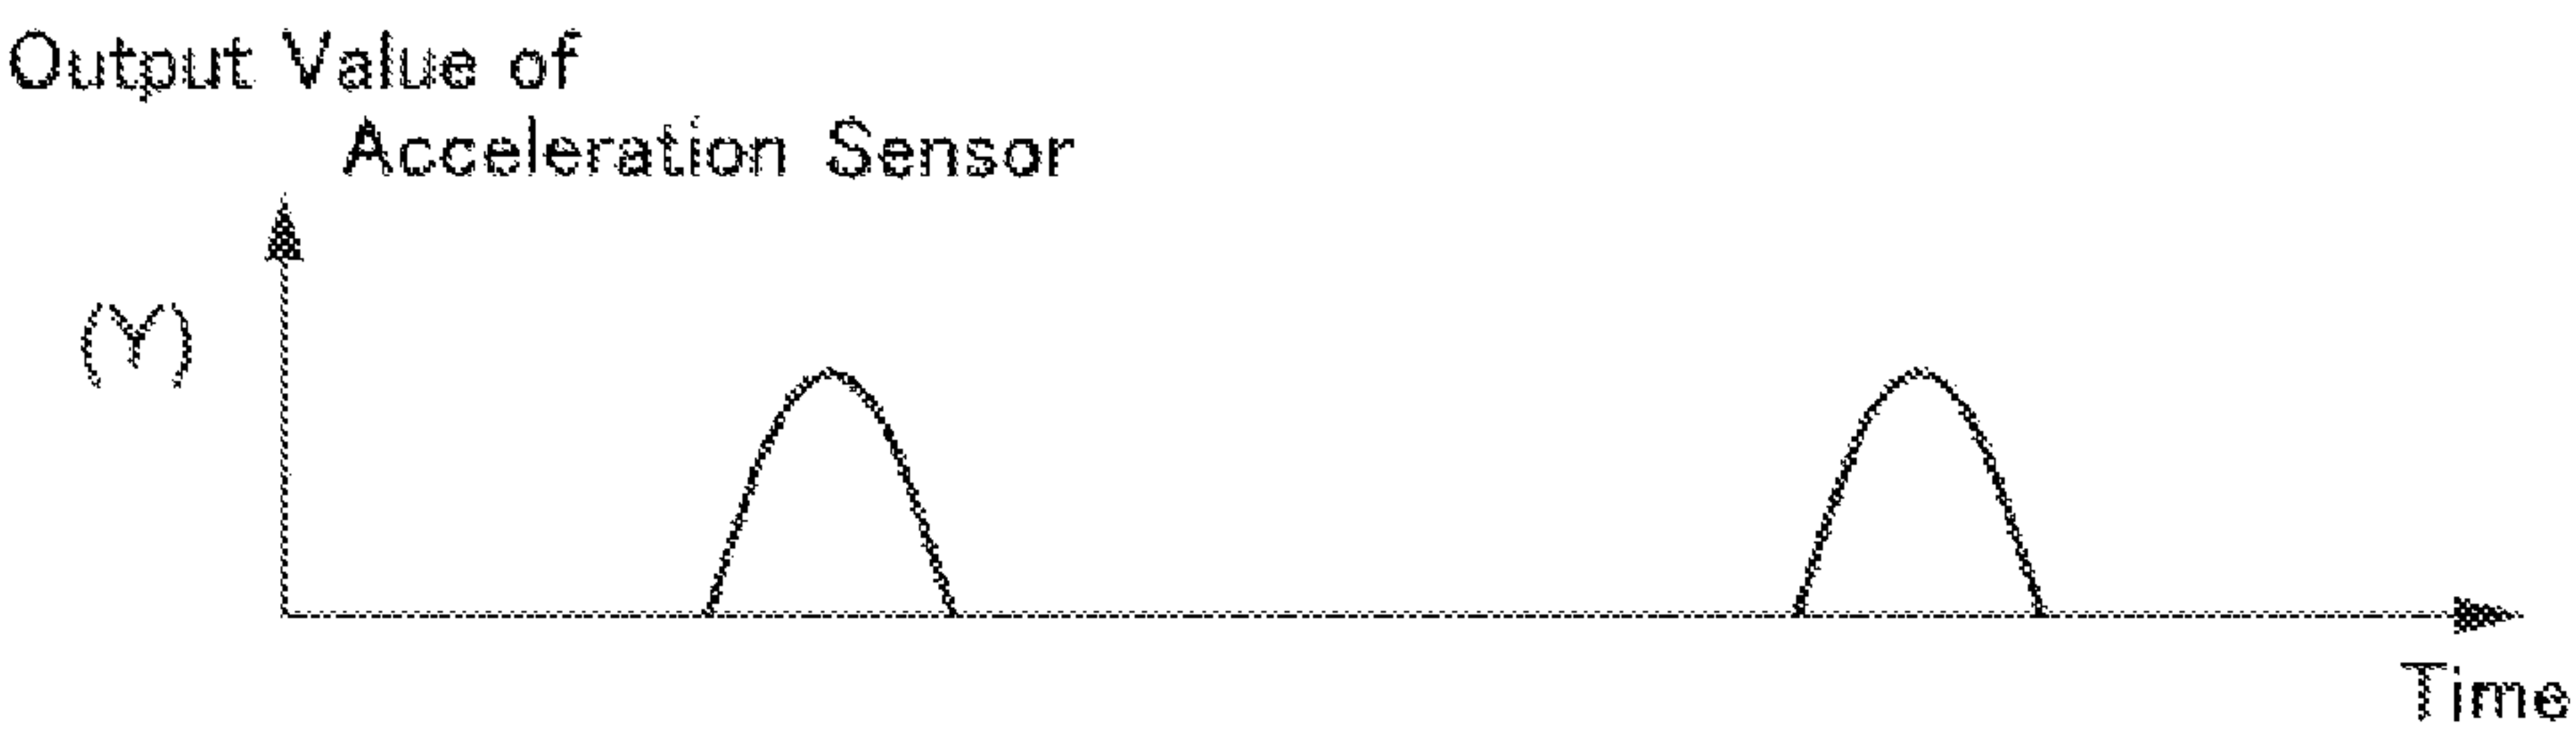 Output Value of
Acceleration Sensor
(Y)
Time